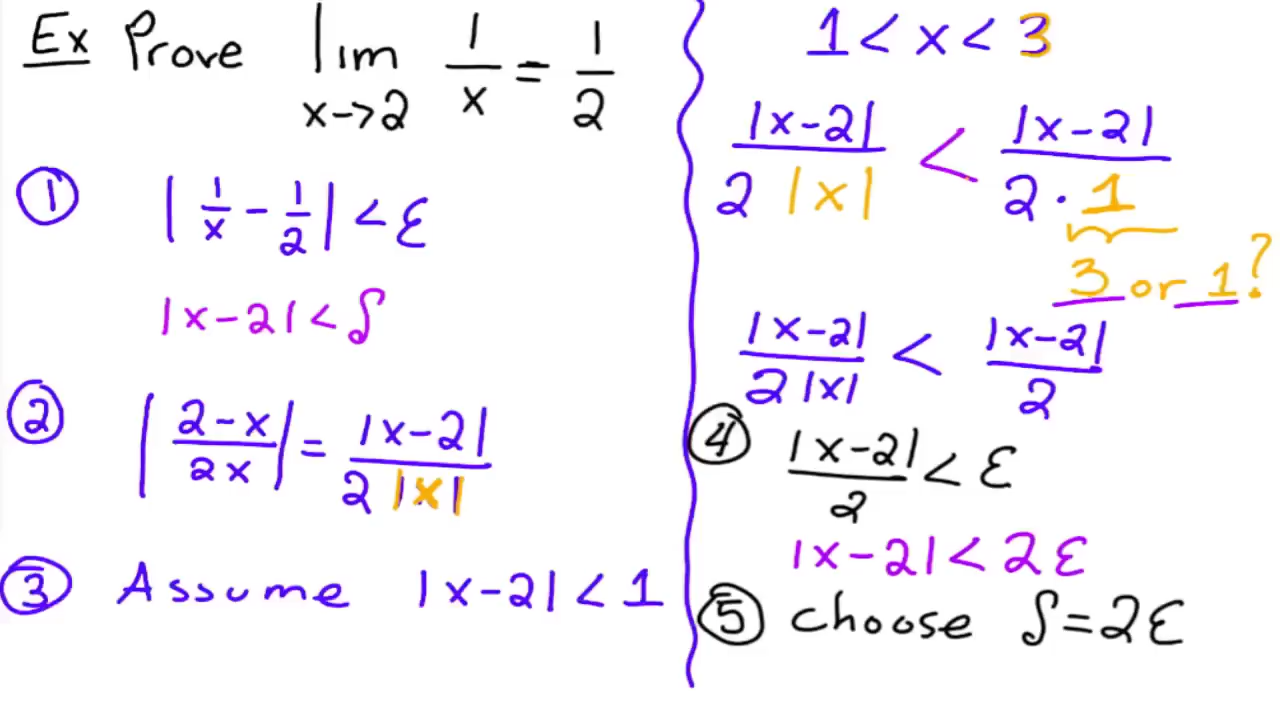 Ex Prove lim x->2 1/x = 1/2
① |1/x - 1/2| < ε
|x-2| < δ
② |(2-x)/(2x)| = |x-2|/(2|x|)
③ Assume |x-2| < 1
1 < x < 3
|x-2|/(2|x|) < |x-2|/(2·1)
3 or 1?
|x-2|/(2|x|) < |x-2|/2
④ |x-2|/2 < ε
|x-2| < 2ε
⑤ choose δ = 2ε